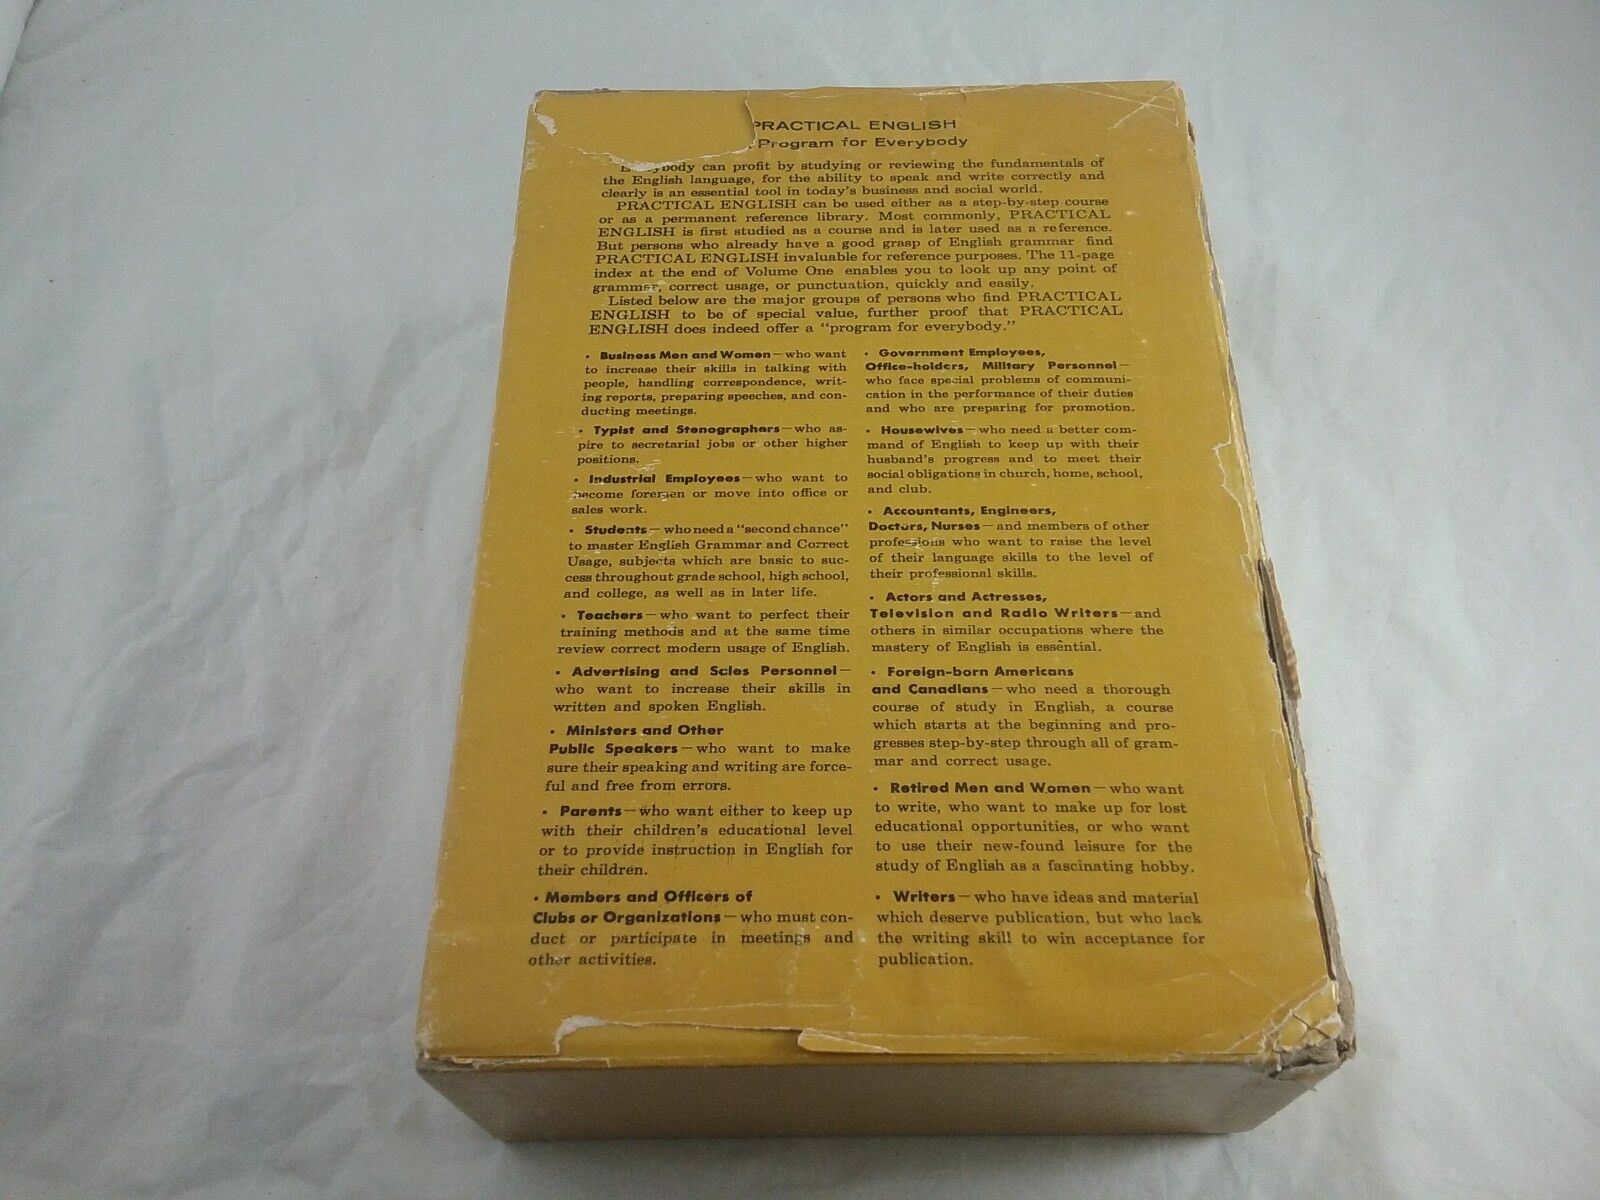 PRACTICAL ENGLISH
Program for Everybody
Everybody can profit by studying or reviewing the fundamentals of
the English language, for the ability to speak and write correctly and
clearly is an essential tool in today's business and social world.
PRACTICAL ENGLISH can be used either as a step-by-step course
or as a permanent reference library. Most commonly, PRACTICAL
ENGLISH is first studied as a course and is later used as a reference.
But persons who already have a good grasp of English grammar find
PRACTICAL ENGLISH invaluable for reference purposes. The 11-page
index at the end of Volume One enables you to look up any point of
grammar, correct usage, or punctuation, quickly and easily.
Listed below are the major groups of persons who find PRACTICAL
ENGLISH to be of special value, further proof that PRACTICAL
ENGLISH does indeed offer a "program for everybody."
• Business Men and Women—who want
to increase their skills in talking with
people, handling correspondence, writ-
ing reports, preparing speeches, and con-
ducting meetings.
• Typist and Stenographers—who as-
pire to secretarial jobs or other higher
positions.
• Industrial Employees—who want to
become foremen or move into office or
sales work.
• Students—who need a "second chance"
to master English Grammar and Correct
Usage, subjects which are basic to suc-
cess throughout grade school, high school,
and college, as well as in later life.
• Teachers—who want to perfect their
training methods and at the same time
review correct modern usage of English.
• Advertising and Sales Personnel—
who want to increase their skills in
written and spoken English.
• Ministers and Other
Public Speakers—who want to make
sure their speaking and writing are force-
ful and free from errors.
• Parents—who want either to keep up
with their children's educational level
or to provide instruction in English for
their children.
• Members and Officers of
Clubs or Organizations—who must con-
duct or participate in meetings and
other activities.
• Government Employees,
Office-holders, Military Personnel—
who face special problems of communi-
cation in the performance of their duties
and who are preparing for promotion.
• Housewives—who need a better com-
mand of English to keep up with their
husband's progress and to meet their
social obligations in church, home, school,
and club.
• Accountants, Engineers,
Doctors, Nurses—and members of other
professions who want to raise the level
of their language skills to the level of
their professional skills.
• Actors and Actresses,
Television and Radio Writers—and
others in similar occupations where the
mastery of English is essential.
• Foreign-born Americans
and Canadians—who need a thorough
course of study in English, a course
which starts at the beginning and pro-
gresses step-by-step through all of gram-
mar and correct usage.
• Retired Men and Women—who want
to write, who want to make up for lost
educational opportunities, or who want
to use their new-found leisure for the
study of English as a fascinating hobby.
• Writers—who have ideas and material
which deserve publication, but who lack
the writing skill to win acceptance for
publication.